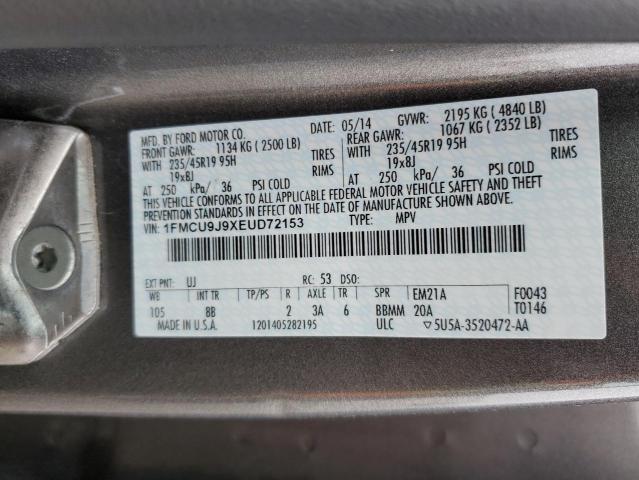 MFD. BY FORD MOTOR CO. DATE: 05/14 GVWR: 2195 KG ( 4840 LB)
FRONT GAWR: 1134 KG ( 2500 LB) REAR GAWR: 1067 KG ( 2352 LB)
WITH 235/45R19 95H TIRES WITH 235/45R19 95H TIRES
19x8J RIMS 19x8J RIMS
AT 250 kPa/ 36 PSI COLD AT 250 kPa/ 36 PSI COLD
THIS VEHICLE CONFORMS TO ALL APPLICABLE FEDERAL MOTOR VEHICLE SAFETY AND THEFT
PREVENTION STANDARDS IN EFFECT ON THE DATE OF MANUFACTURE SHOWN ABOVE.
VIN: 1FMCU9J9XEUD72153 TYPE: MPV
EXT PNT: UJ RC: 53 DSO:
WB INT TR TP/PS R AXLE TR SPR EM21A F0043
105 8B 2 3A 6 BBMM 20A T0146
MADE IN U.S.A. 1201405282195 ULC ▽5U5A-3520472-AA